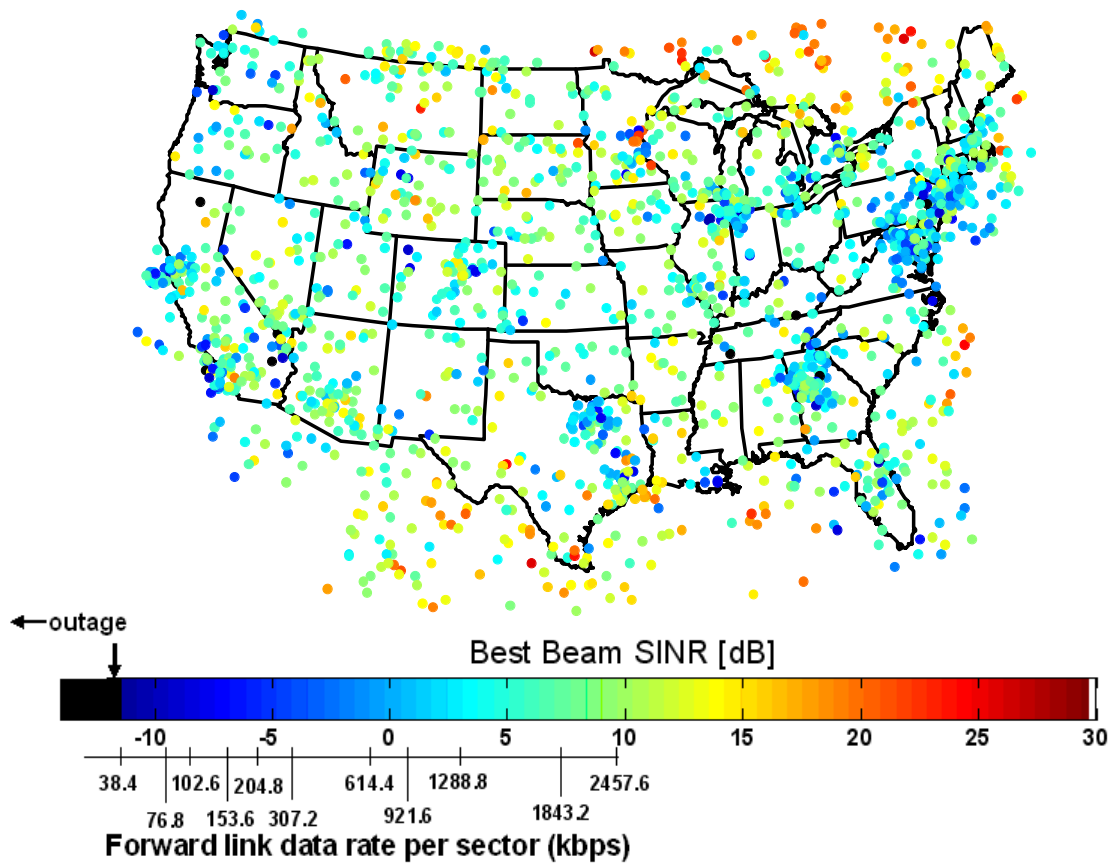 outage
Best Beam SINR [dB]
-10 -5 0 5 10 15 20 25 30
38.4 102.6 204.8 614.4 1288.8 2457.6
76.8 153.6 307.2 921.6 1843.2
Forward link data rate per sector (kbps)